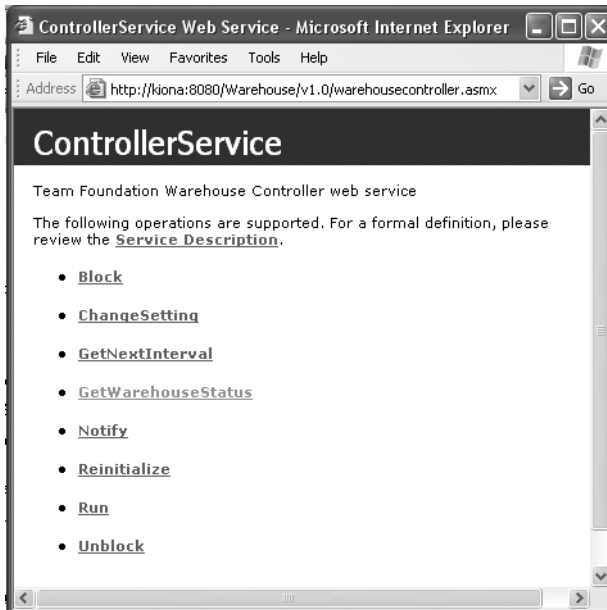 ControllerService Web Service - Microsoft Internet Explorer
File Edit View Favorites Tools Help
Address http://kiona:8080/Warehouse/v1.0/warehousecontroller.asmx Go
ControllerService
Team Foundation Warehouse Controller web service
The following operations are supported. For a formal definition, please
review the Service Description.
• Block
• ChangeSetting
• GetNextInterval
• GetWarehouseStatus
• Notify
• Reinitialize
• Run
• Unblock